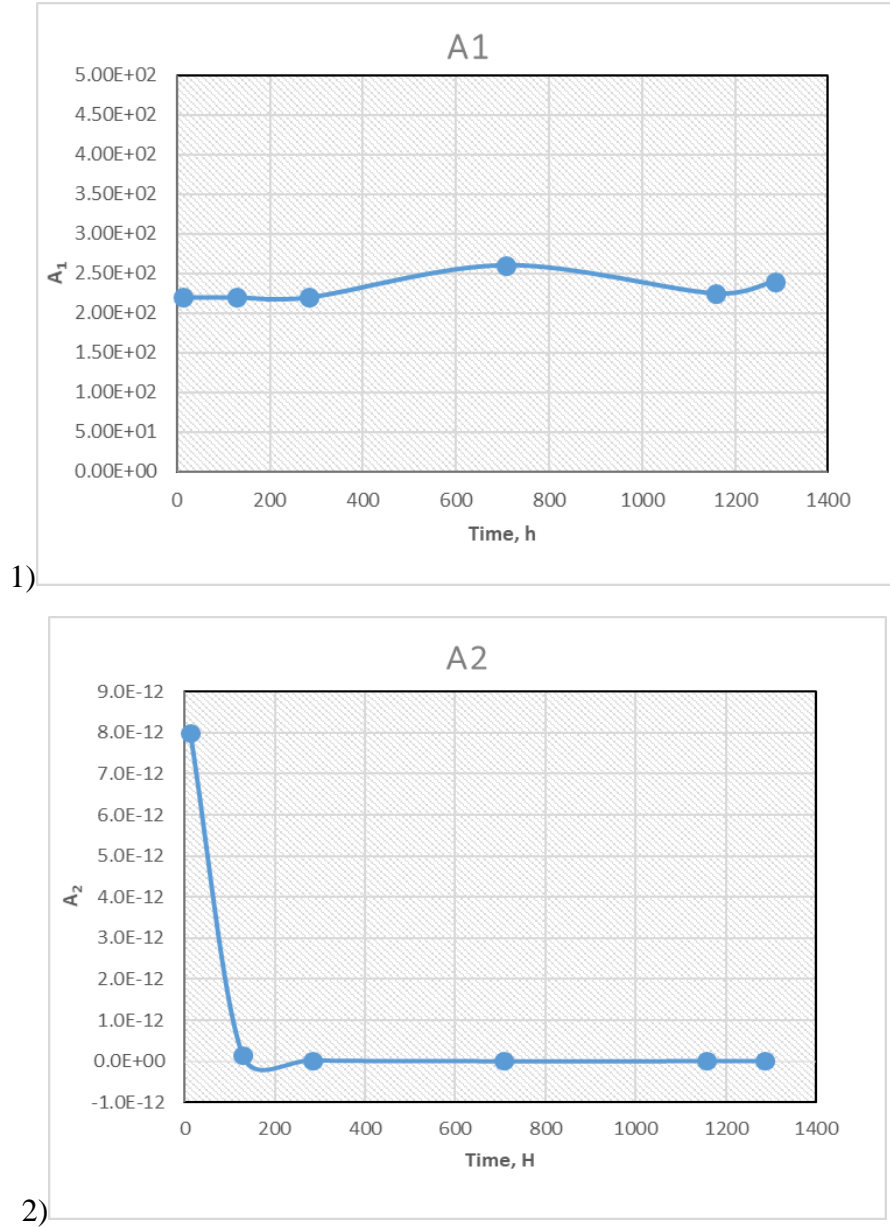 A1
5.00E+02
4.50E+02
4.00E+02
3.50E+02
3.00E+02
2.50E+02
2.00E+02
1.50E+02
1.00E+02
5.00E+01
0.00E+00
A₁
0 200 400 600 800 1000 1200 1400
Time, h
1)
A2
9.0E-12
8.0E-12
7.0E-12
6.0E-12
5.0E-12
4.0E-12
3.0E-12
2.0E-12
1.0E-12
0.0E+00
-1.0E-12
A₂
0 200 400 600 800 1000 1200 1400
Time, H
2)